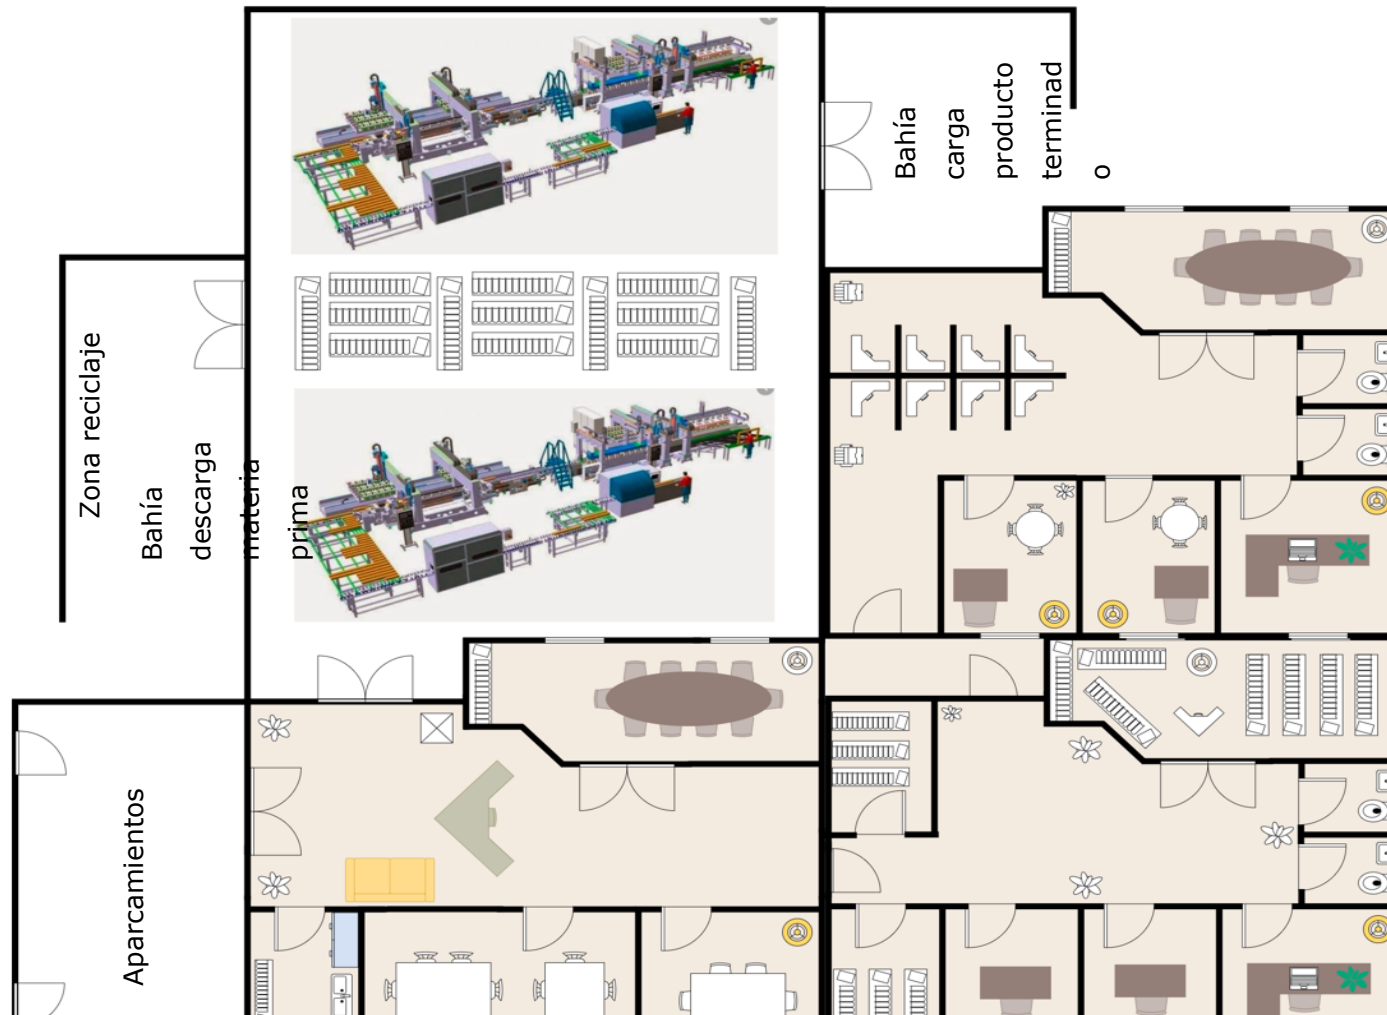 Bahía
carga
producto
terminad
o
Zona reciclaje
Bahía
descarga
materia
prima
Aparcamientos